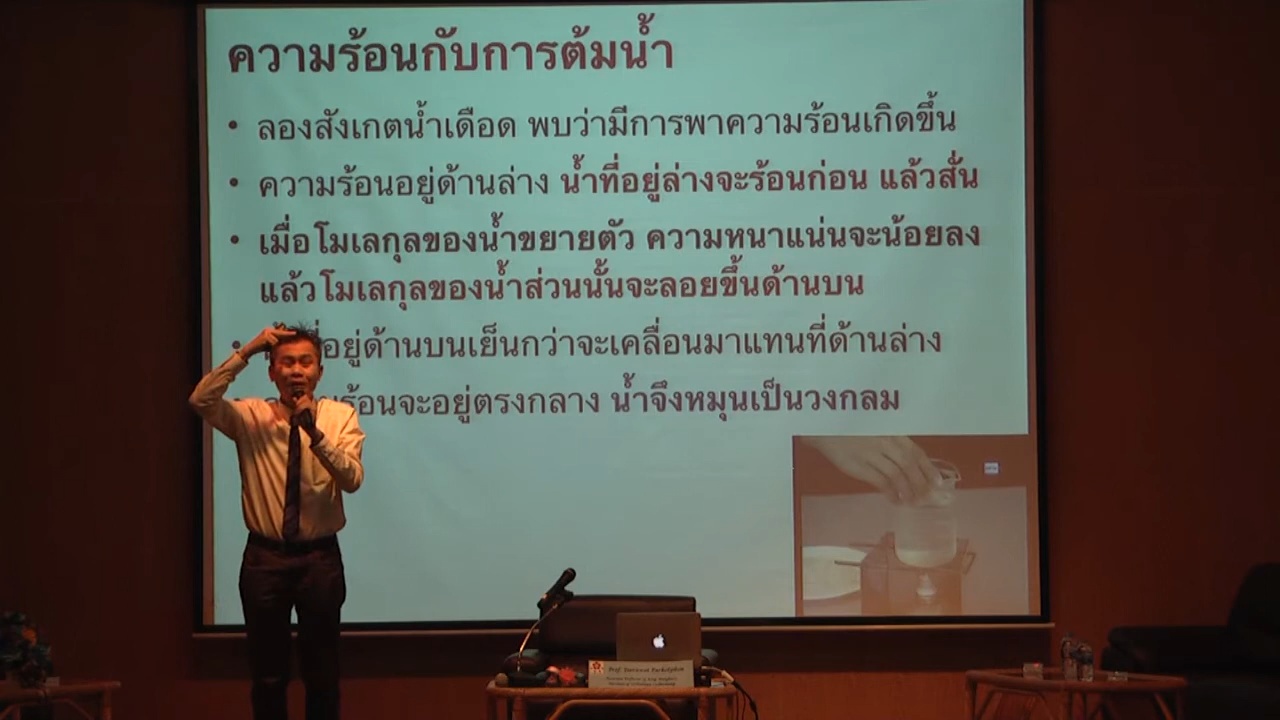 ความร้อนกับการต้มน้ำ
• ลองสังเกตน้ำเดือด พบว่ามีการพาความร้อนเกิดขึ้น
• ความร้อนอยู่ด้านล่าง น้ำที่อยู่ล่างจะร้อนก่อน แล้วสั่น
• เมื่อโมเลกุลของน้ำขยายตัว ความหนาแน่นจะน้อยลง
แล้วโมเลกุลของน้ำส่วนนั้นจะลอยขึ้นด้านบน
อยู่ด้านบนเย็นกว่าจะเคลื่อนมาแทนที่ด้านล่าง
ร้อนจะอยู่ตรงกลาง น้ำจึงหมุนเป็นวงกลม
Prof.